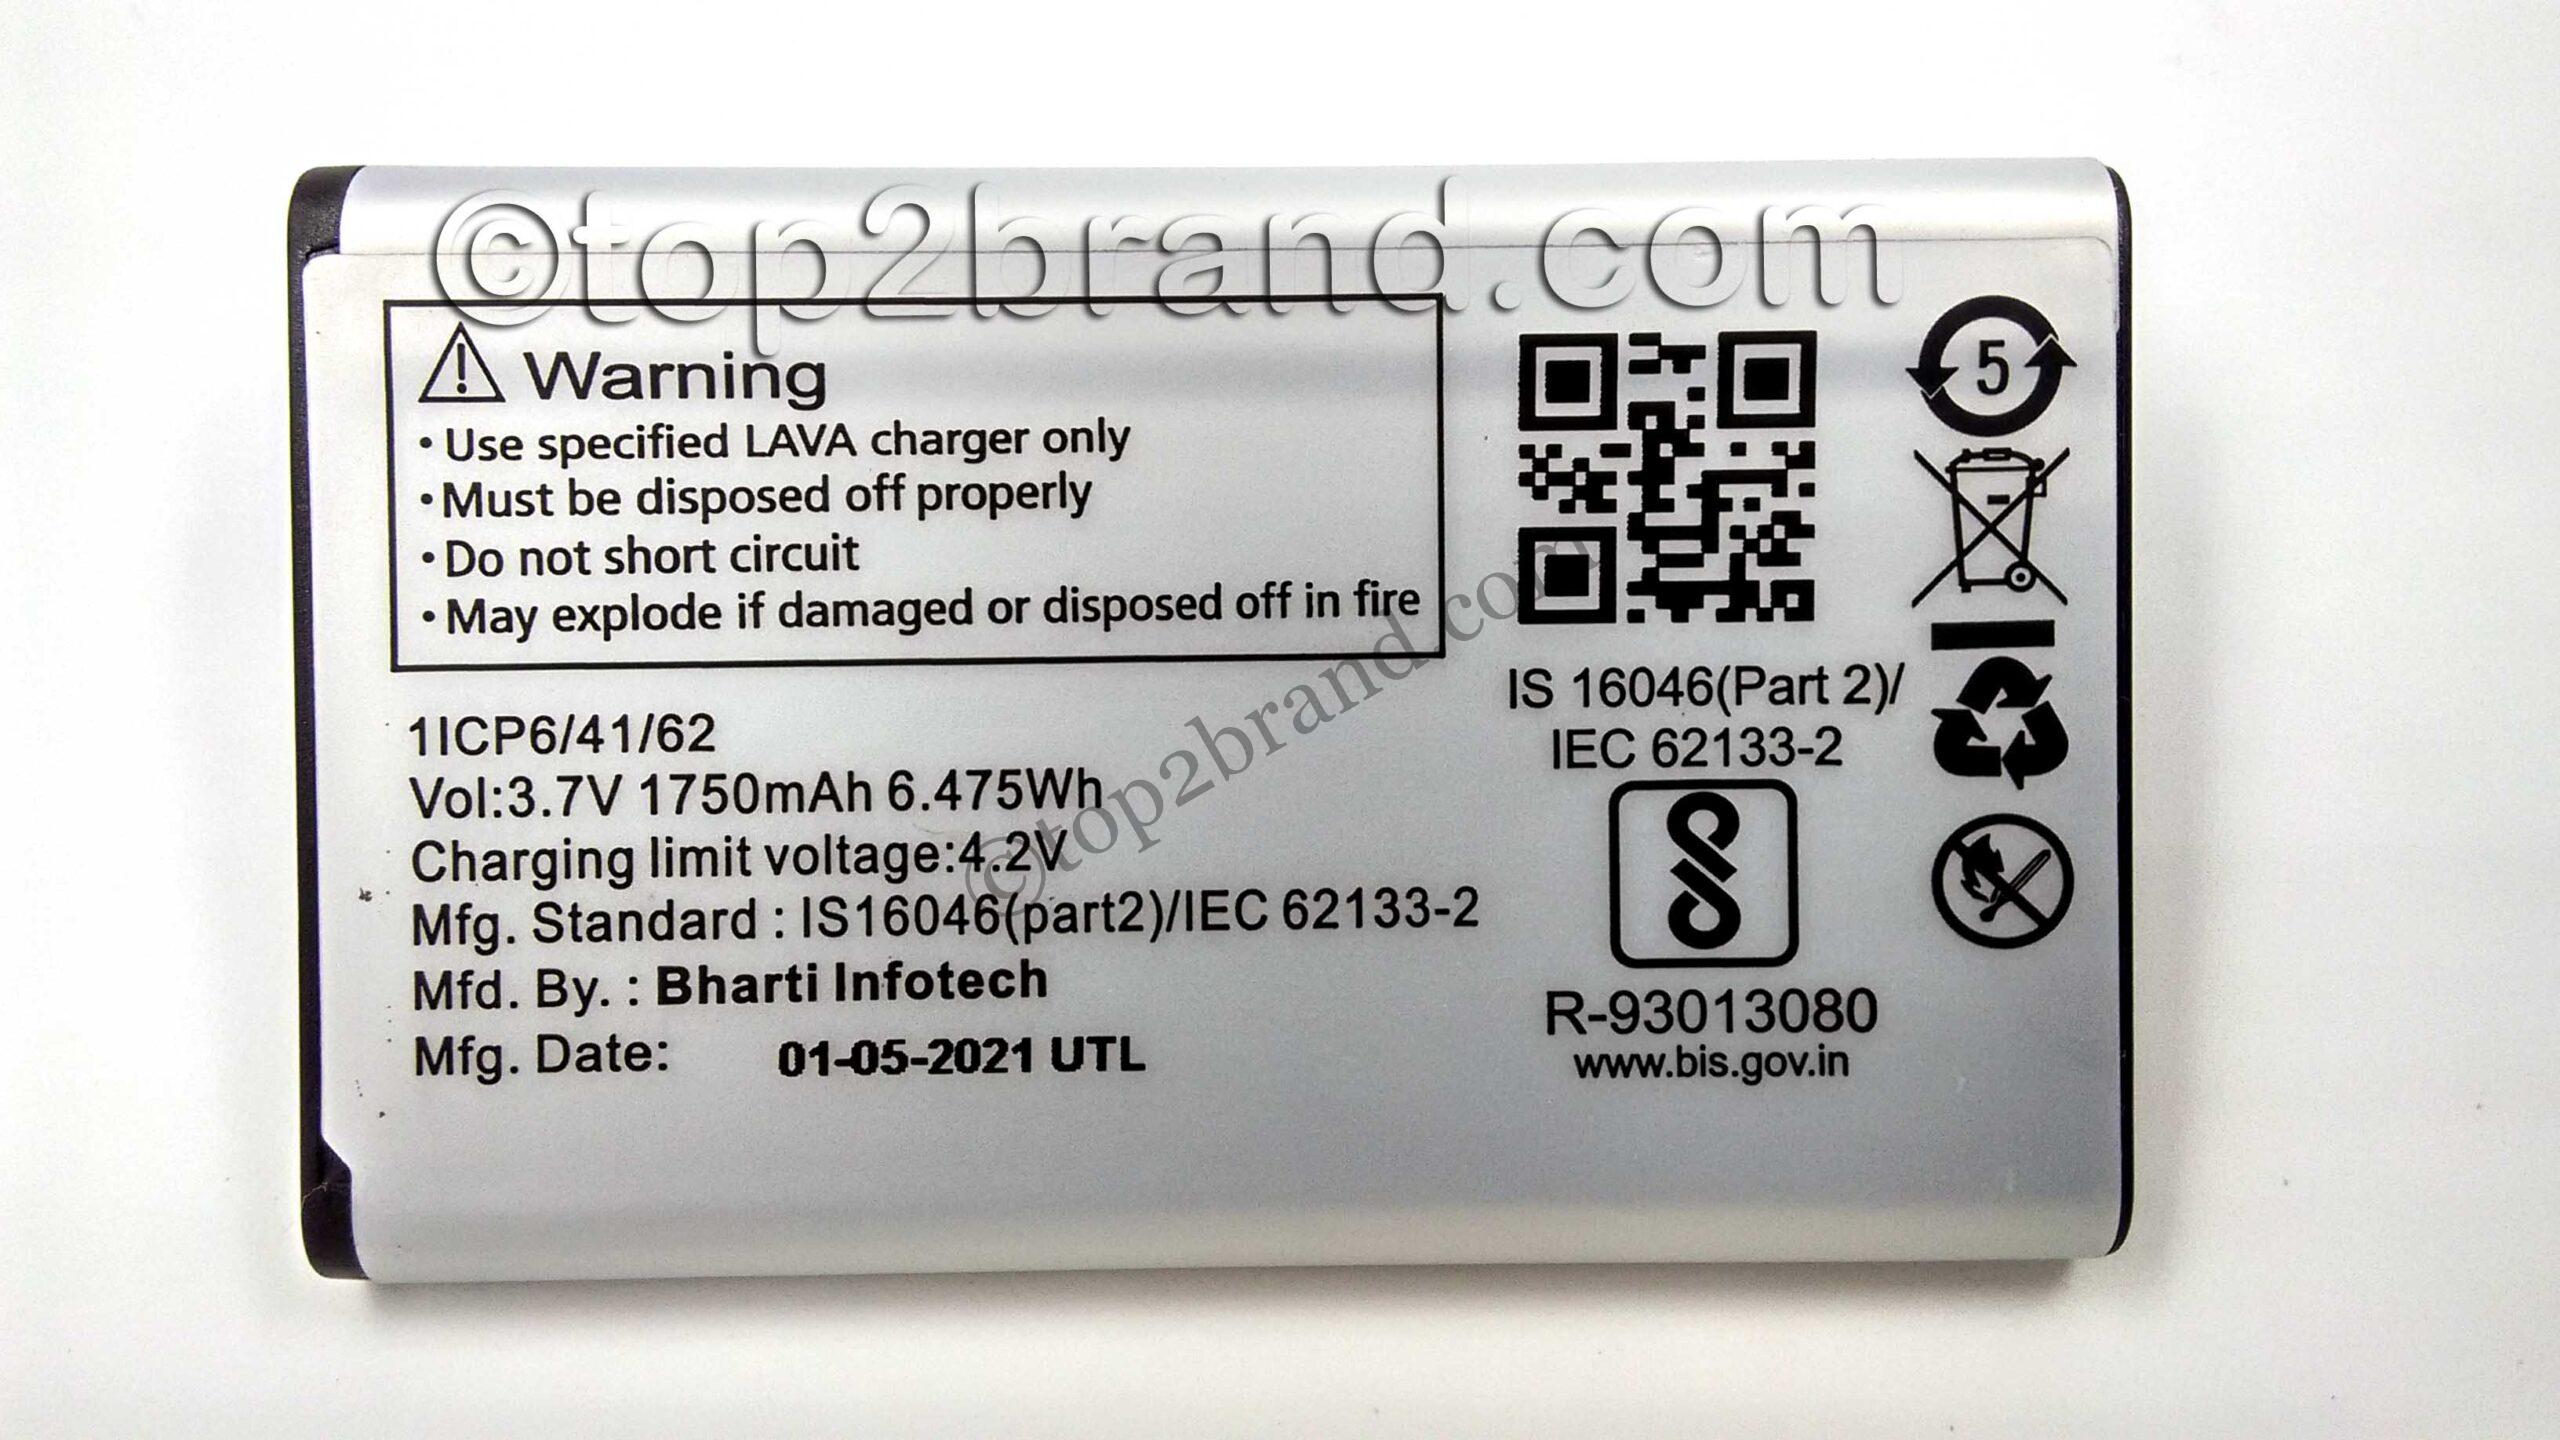 ©top2brand.com
Warning
• Use specified LAVA charger only
• Must be disposed off properly
• Do not short circuit
• May explode if damaged or disposed off in fire
1ICP6/41/62
Vol:3.7V 1750mAh 6.475Wh
Charging limit voltage:4.2V
Mfg. Standard : IS16046(part2)/IEC 62133-2
Mfd. By. : Bharti Infotech
Mfg. Date: 01-05-2021 UTL
©top2brand.com
5
IS 16046(Part 2)/
IEC 62133-2
R-93013080
www.bis.gov.in